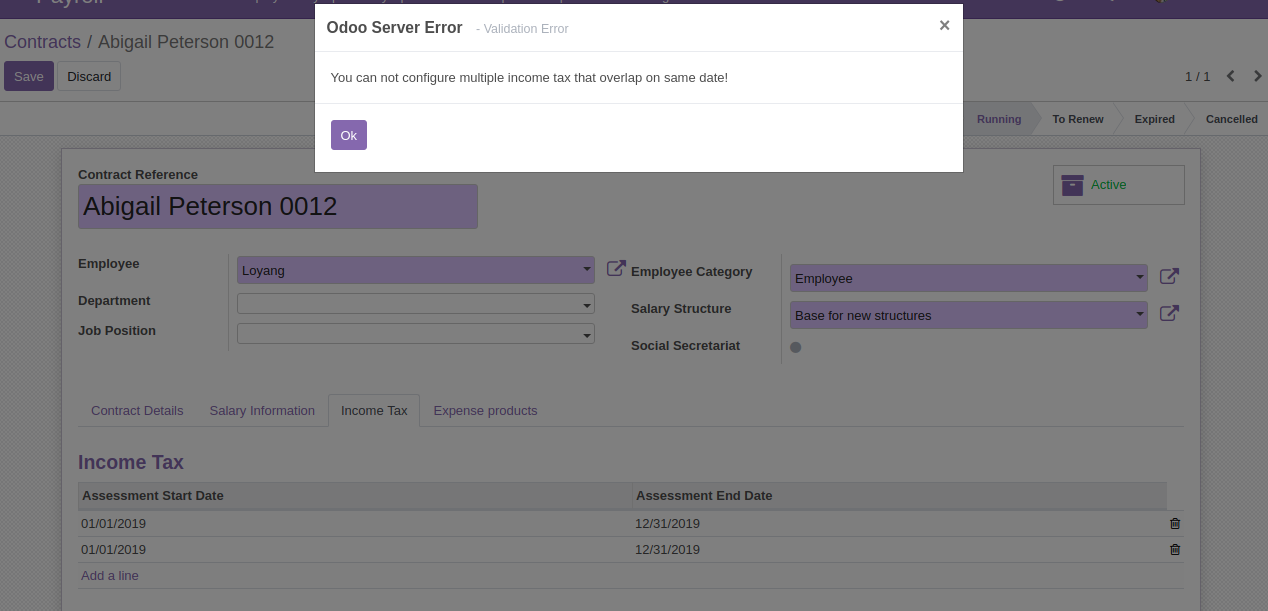 Odoo Server Error - Validation Error ×
Contracts / Abigail Peterson 0012
You can not configure multiple income tax that overlap on same date!
Save Discard
1 / 1
Ok
Running To Renew Expired Cancelled
Contract Reference
Abigail Peterson 0012
Active
Employee Loyang
Employee Category Employee
Department
Salary Structure Base for new structures
Job Position
Social Secretariat
Contract Details Salary Information Income Tax Expense products
Income Tax
Assessment Start Date Assessment End Date
01/01/2019 12/31/2019
01/01/2019 12/31/2019
Add a line